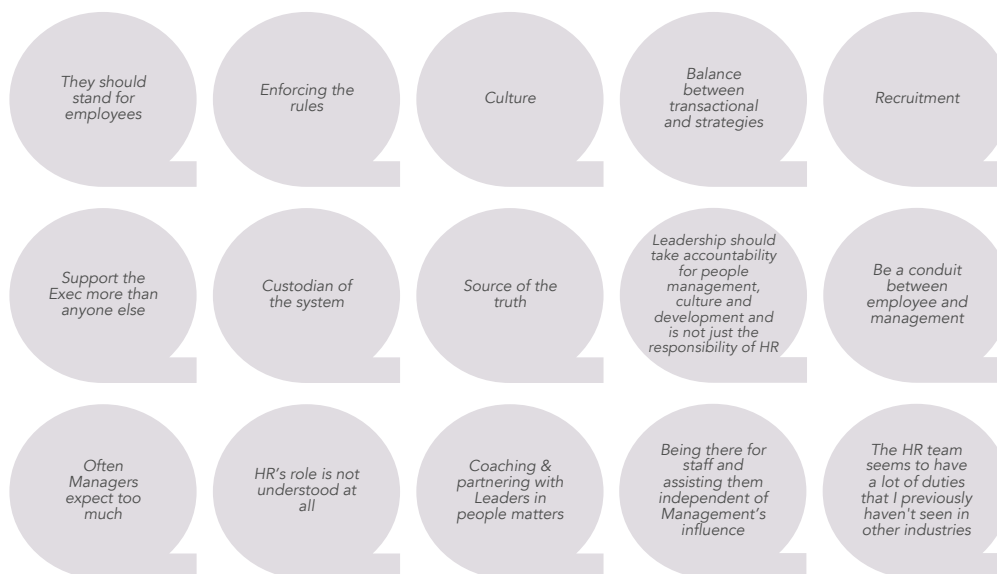 They should
stand for
employees
Enforcing the
rules
Culture
Balance
between
transactional
and strategies
Recruitment
Support the
Exec more than
anyone else
Custodian of
the system
Source of the
truth
Leadership should
take accountability
for people
management,
culture and
development and
is not just the
responsibility of HR
Be a conduit
between
employee and
management
Often
Managers
expect too
much
HR's role is not
understood at
all
Coaching &
partnering with
Leaders in
people matters
Being there for
staff and
assisting them
independent of
Management's
influence
The HR team
seems to have
a lot of duties
that I previously
haven't seen in
other industries